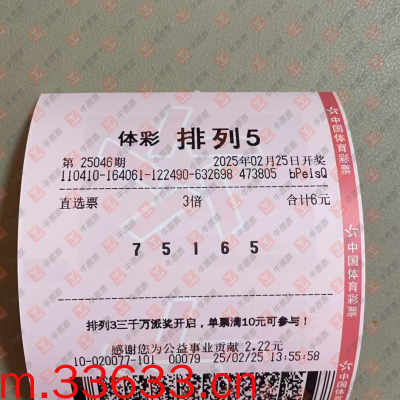 体彩 排列5
第 25046期 2025年02月25日开奖
110410-164061-122490-632698 473805 bPelsQ
直选票 3倍 合计6元
7 5 1 6 5
排列3三千万派奖开启，单票满10元可参与！
感谢您为公益事业贡献 2.22元
10-020077-101 00079 25/02/25 13:55:58
中国体育彩票
中国体育彩票
m.33633.cn